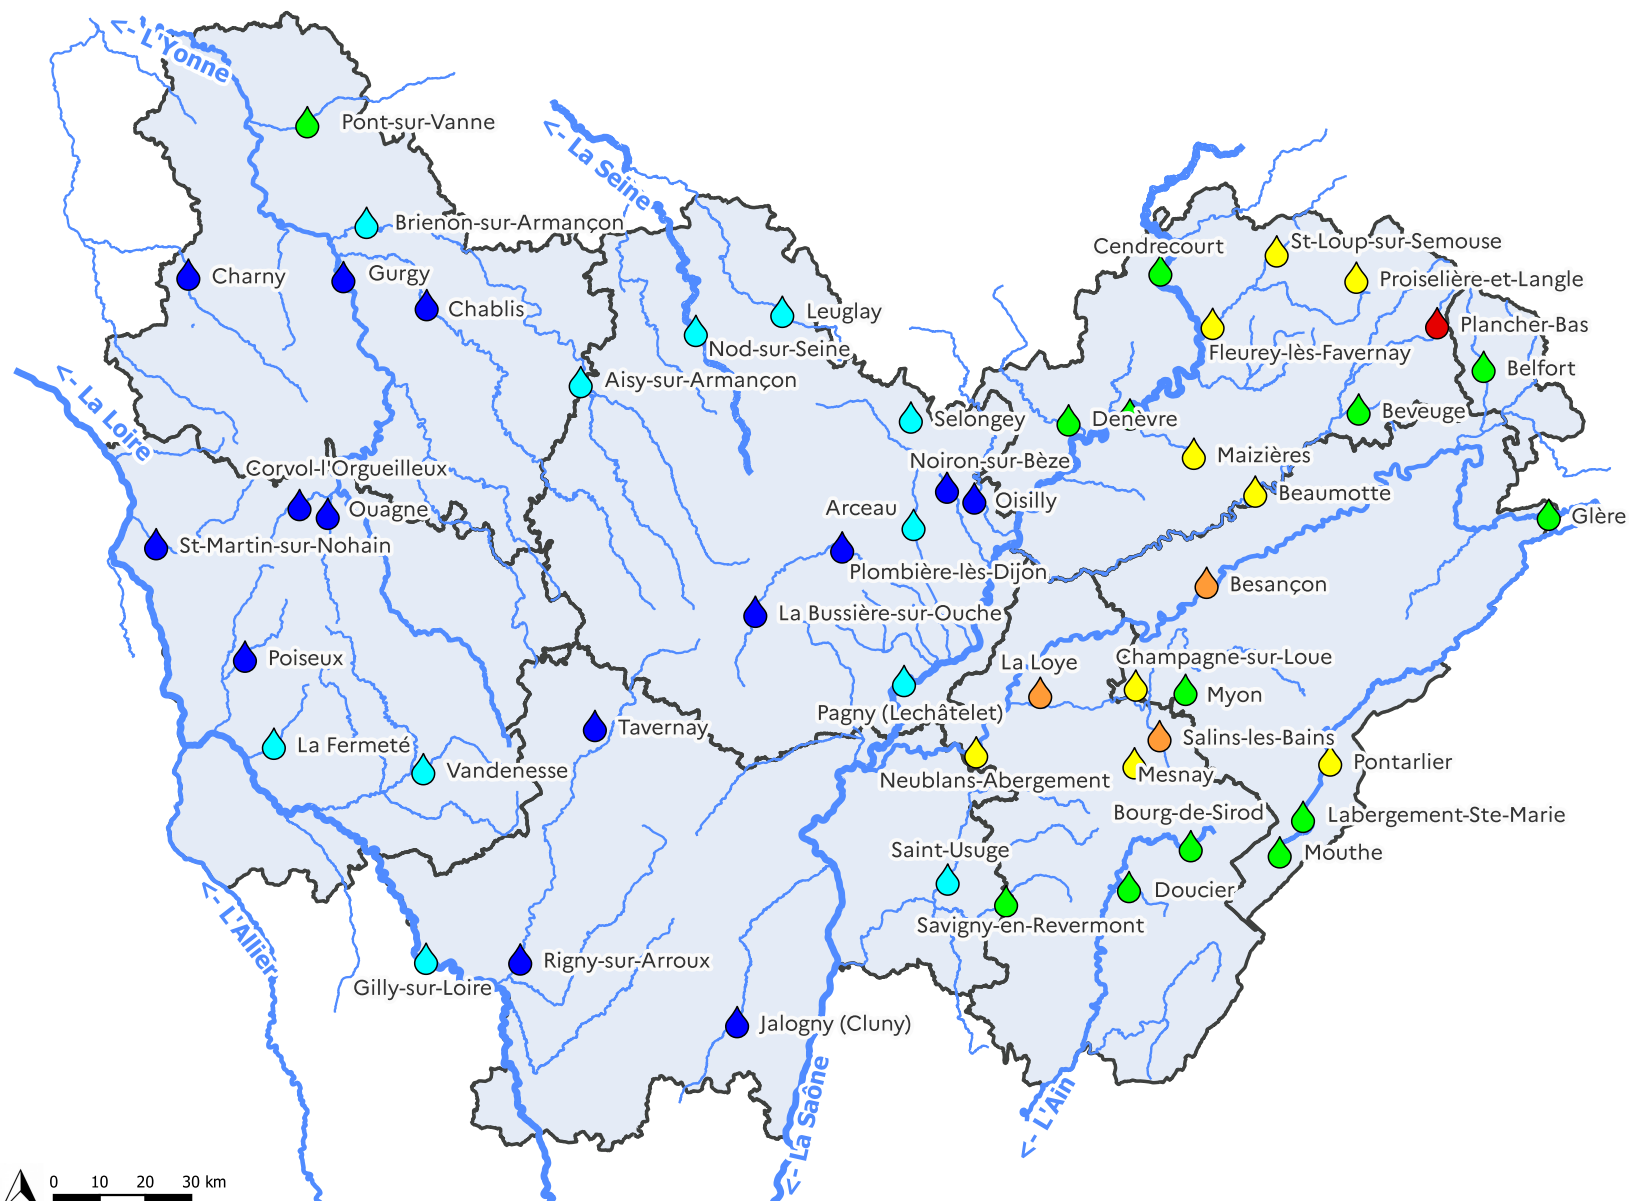 <- L'Yonne
Pont-sur-Vanne
<- La Seine
Brienon-sur-Armançon
Cendrecourt
St-Loup-sur-Semouse
Charny
Gurgy
Proiselière-et-Langle
Chablis
Leuglay
Plancher-Bas
Nod-sur-Seine
Fleurey-lès-Favernay
Belfort
Aisy-sur-Armançon
<- La Loire
Selongey
Denèvre
Beveuge
Corvol-l'Orgueilleux
Noiron-sur-Bèze
Maizières
Ouagne
Arceau
Oisilly
Beaumotte
Glère
St-Martin-sur-Nohain
Plombière-lès-Dijon
Besançon
La Bussière-sur-Ouche
Poiseux
La Loye
Champagne-sur-Loue
Myon
Pagny (Lechâtelet)
Tavernay
La Fermeté
Salins-les-Bains
Vandenesse
Neublans-Abergement
Mesnay
Pontarlier
Bourg-de-Sirod
Labergement-Ste-Marie
Saint-Usuge
Mouthe
Doucier
<- L'Allier
Savigny-en-Revermont
Rigny-sur-Arroux
Gilly-sur-Loire
Jalogny (Cluny)
<- La Saône
<- L'Ain
0 10 20 30 km